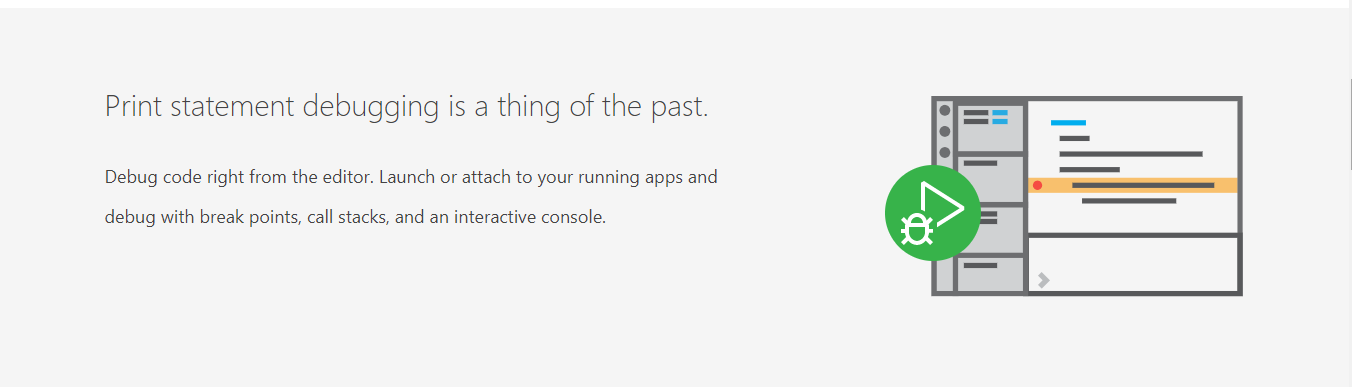 Print statement debugging is a thing of the past.
Debug code right from the editor. Launch or attach to your running apps and
debug with break points, call stacks, and an interactive console.